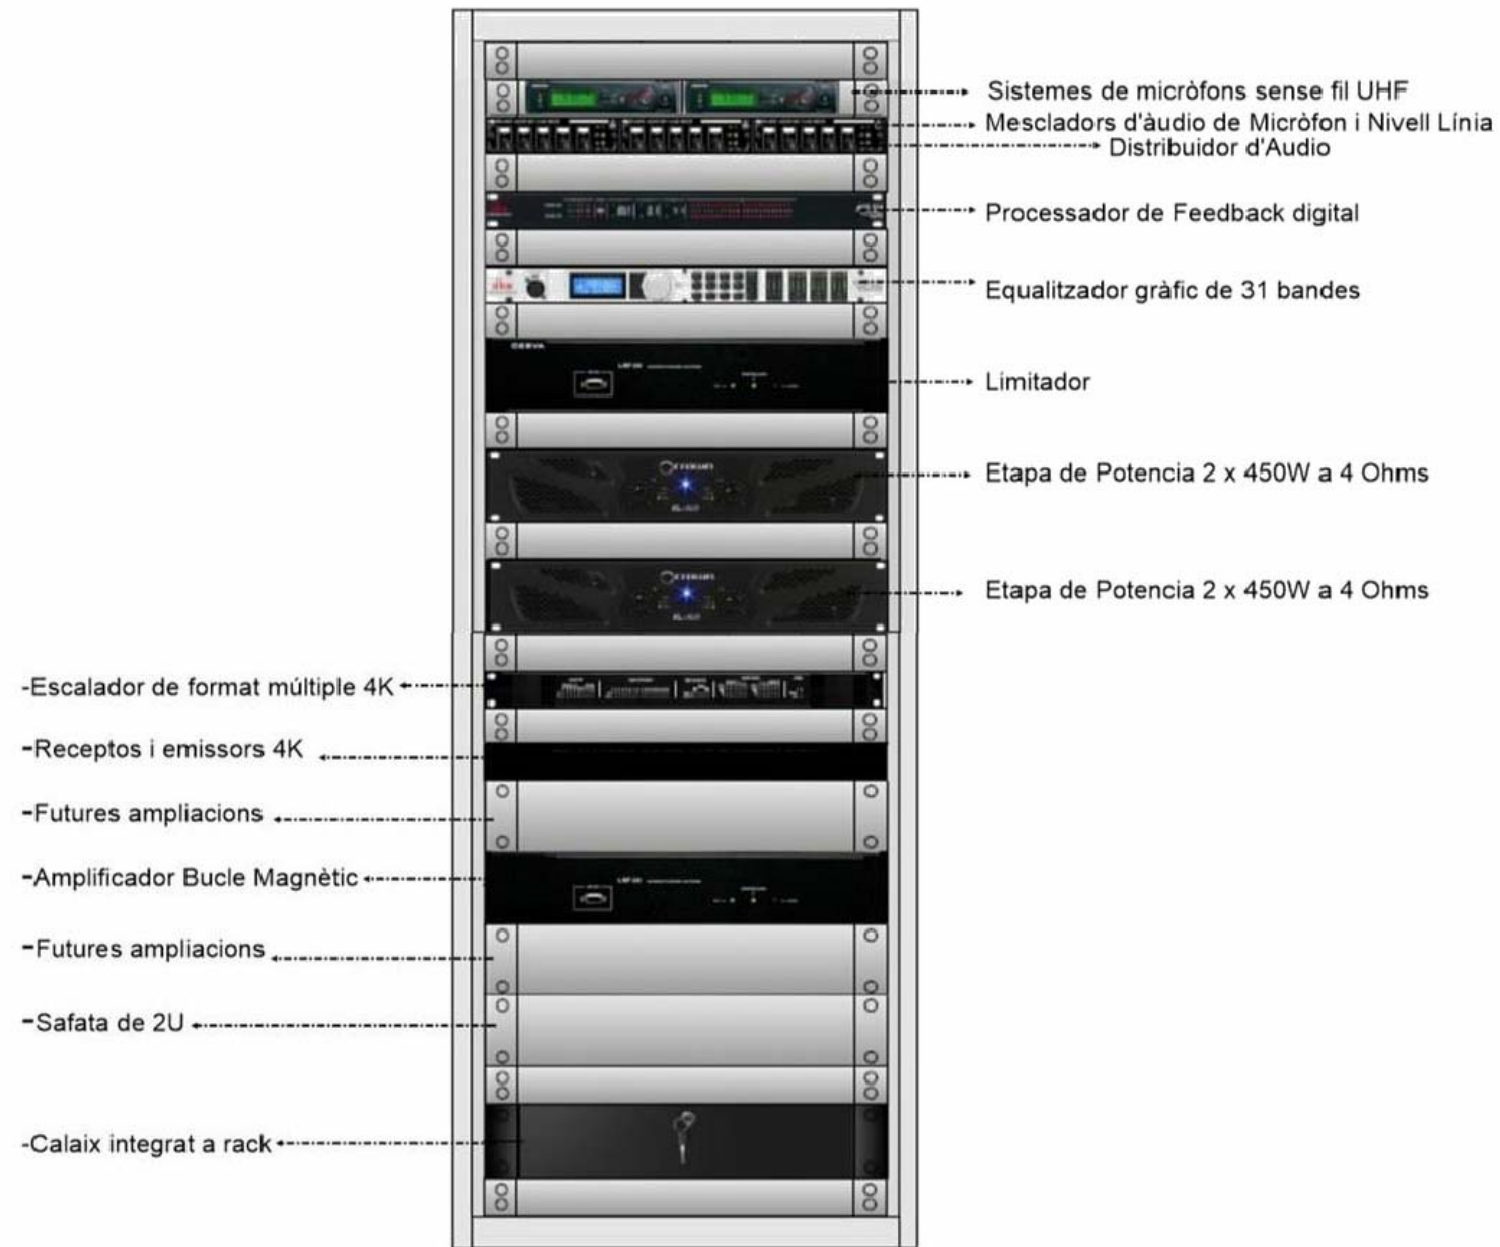 Sistemes de micròfons sense fil UHF
Mescladors d'àudio de Micròfon i Nivell Línia
Distribuidor d'Audio
Processador de Feedback digital
Equalitzador gràfic de 31 bandes
Limitador
Etapa de Potencia 2 x 450W a 4 Ohms
Etapa de Potencia 2 x 450W a 4 Ohms
-Escalador de format múltiple 4K
-Receptos i emissors 4K
-Futures ampliacions
-Amplificador Bucle Magnètic
-Futures ampliacions
-Safata de 2U
-Calaix integrat a rack